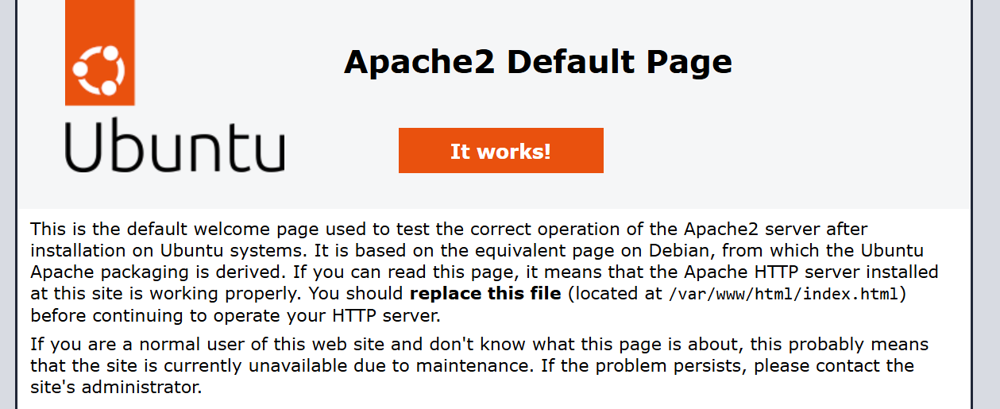 Apache2 Default Page
Ubuntu
It works!
This is the default welcome page used to test the correct operation of the Apache2 server after
installation on Ubuntu systems. It is based on the equivalent page on Debian, from which the Ubuntu
Apache packaging is derived. If you can read this page, it means that the Apache HTTP server installed
at this site is working properly. You should replace this file (located at /var/www/html/index.html)
before continuing to operate your HTTP server.
If you are a normal user of this web site and don't know what this page is about, this probably means
that the site is currently unavailable due to maintenance. If the problem persists, please contact the
site's administrator.